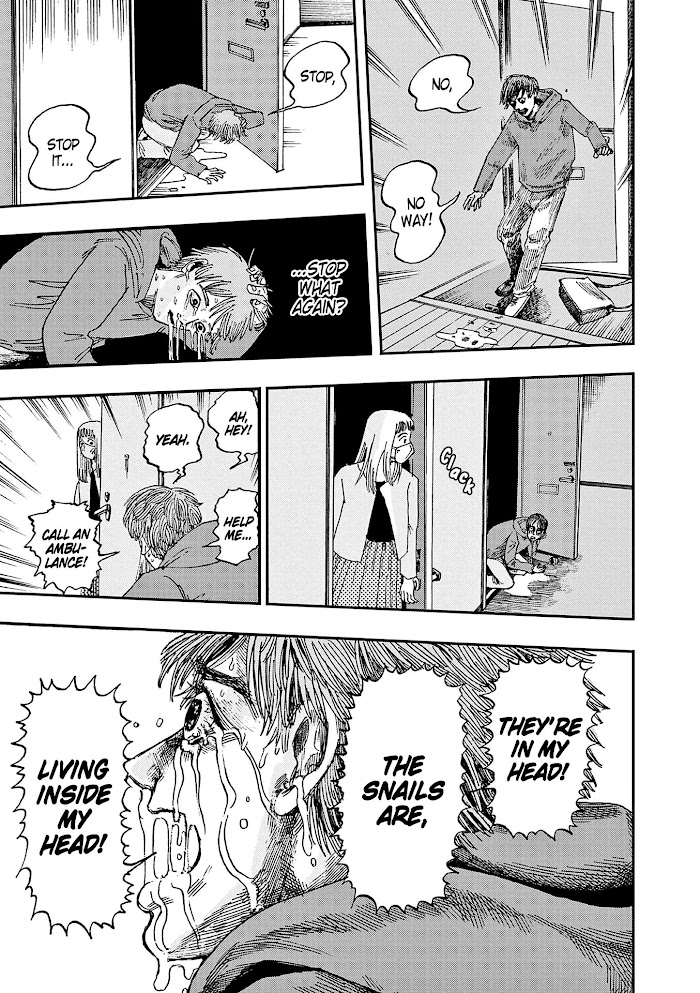 NO,
NO
WAY!
STOP,
STOP
IT...
...STOP
WHAT
AGAIN?
Clack
AH,
HEY!
YEAH.
HELP
ME...
CALL AN
AMBU-
LANCE!
THEY'RE
IN MY
HEAD!
THE
SNAILS
ARE,
LIVING
INSIDE
MY
HEAD!